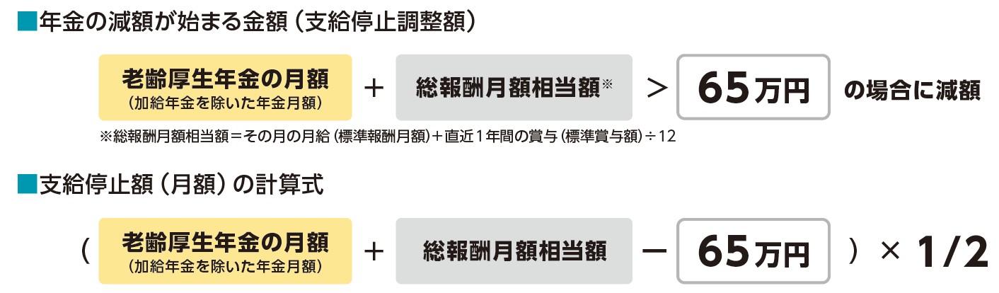 ■年金の減額が始まる金額（支給停止調整額）
老齢厚生年金の月額
（加給年金を除いた年金月額）
＋
総報酬月額相当額※
＞
65万円
の場合に減額
※総報酬月額相当額＝その月の月給（標準報酬月額）＋直近1年間の賞与（標準賞与額）÷12
■支給停止額（月額）の計算式
（
老齢厚生年金の月額
（加給年金を除いた年金月額）
＋
総報酬月額相当額
－
65万円
）
×
1/2